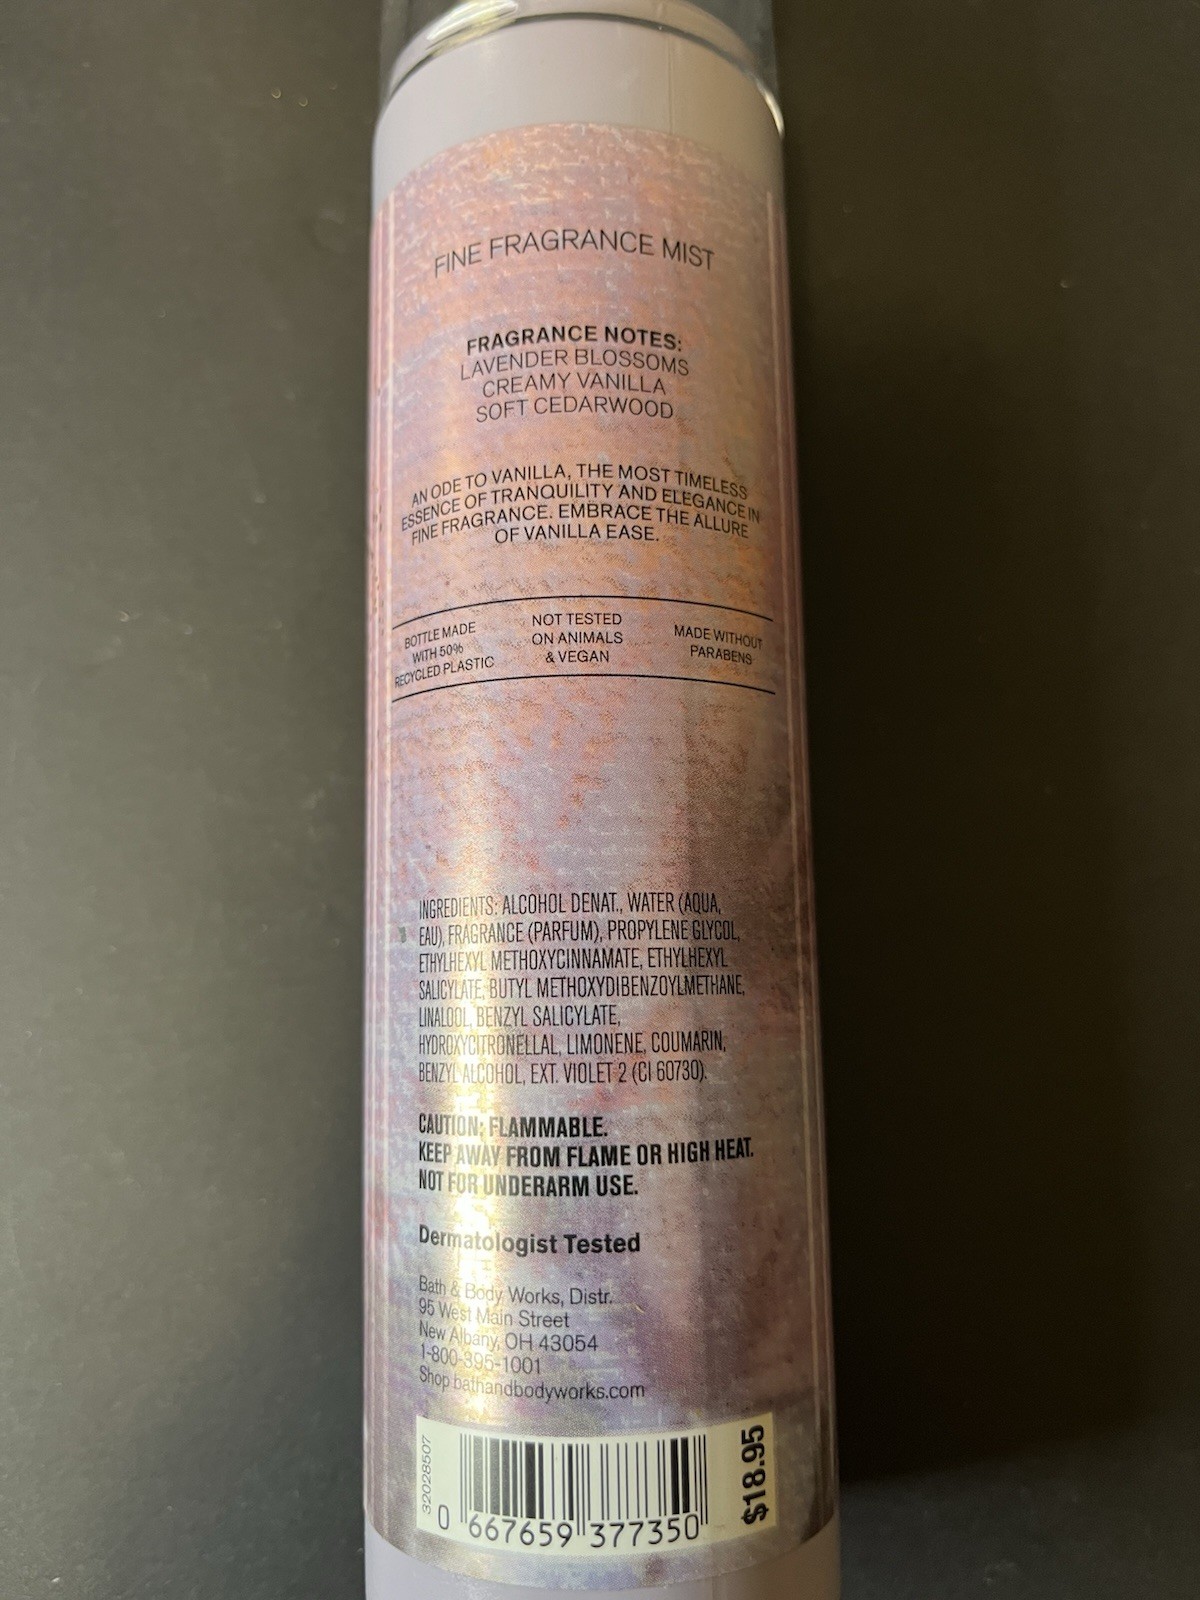 FINE FRAGRANCE MIST
FRAGRANCE NOTES:
LAVENDER BLOSSOMS
CREAMY VANILLA
SOFT CEDARWOOD
AN ODE TO VANILLA, THE MOST TIMELESS
ESSENCE OF TRANQUILITY AND ELEGANCE IN
FINE FRAGRANCE. EMBRACE THE ALLURE
OF VANILLA EASE.
BOTTLE MADE
WITH 50%
RECYCLED PLASTIC
NOT TESTED
ON ANIMALS
& VEGAN
MADE WITHOUT
PARABENS
INGREDIENTS: ALCOHOL DENAT., WATER (AQUA,
EAU), FRAGRANCE (PARFUM), PROPYLENE GLYCOL,
ETHYLHEXYL METHOXYCINNAMATE, ETHYLHEXYL
SALICYLATE, BUTYL METHOXYDIBENZOYLMETHANE,
LINALOOL, BENZYL SALICYLATE,
HYDROXYCITRONELLAL, LIMONENE, COUMARIN,
BENZYL ALCOHOL, EXT. VIOLET 2 (CI 60730).
CAUTION: FLAMMABLE.
KEEP AWAY FROM FLAME OR HIGH HEAT.
NOT FOR UNDERARM USE.
Dermatologist Tested
Bath & Body Works, Distr.
95 West Main Street
New Albany, OH 43054
1-800-395-1001
Shop bathandbodyworks.com
32028507
0 667659 377350
$18.95